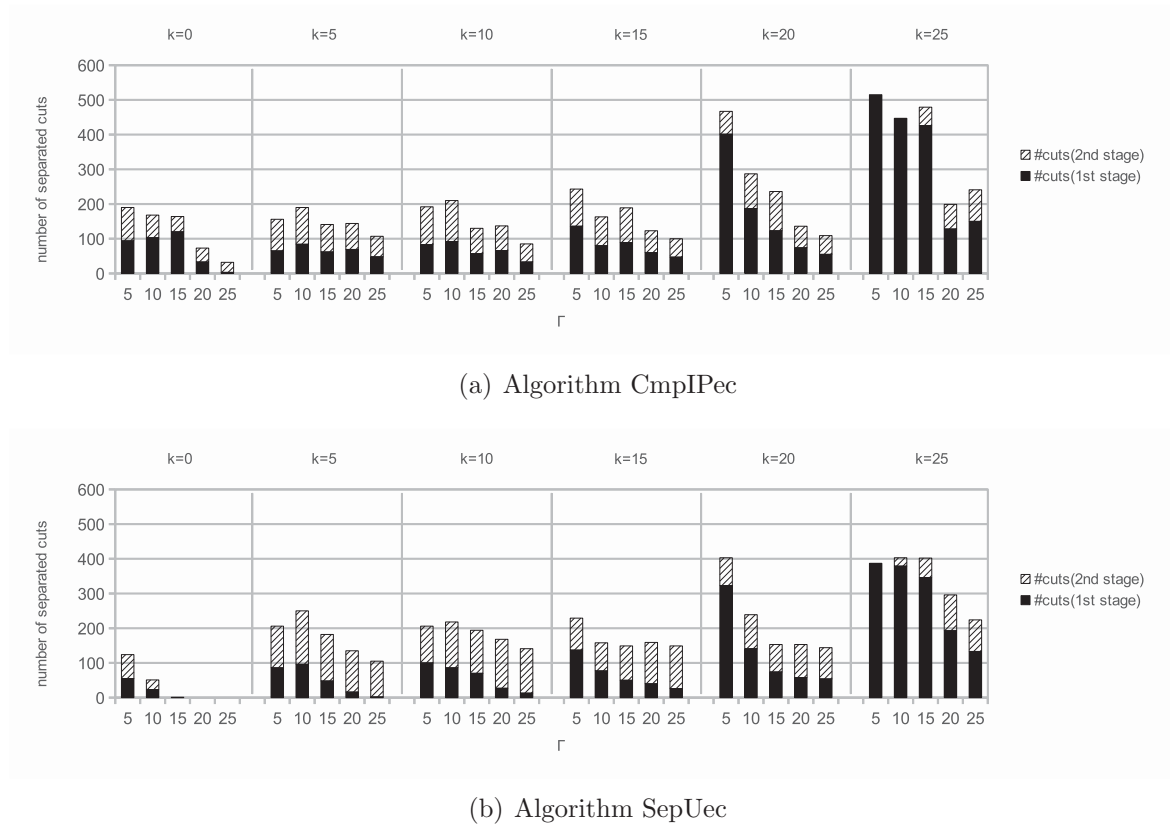 k=0 k=5 k=10 k=15 k=20 k=25
number of separated cuts
600
500
400
300
200
100
0
5 10 15 20 25 5 10 15 20 25 5 10 15 20 25 5 10 15 20 25 5 10 15 20 25 5 10 15 20 25
Γ
#cuts(2nd stage)
#cuts(1st stage)
(a) Algorithm CmpIPec
k=0 k=5 k=10 k=15 k=20 k=25
number of separated cuts
600
500
400
300
200
100
0
5 10 15 20 25 5 10 15 20 25 5 10 15 20 25 5 10 15 20 25 5 10 15 20 25 5 10 15 20 25
Γ
#cuts(2nd stage)
#cuts(1st stage)
(b) Algorithm SepUec